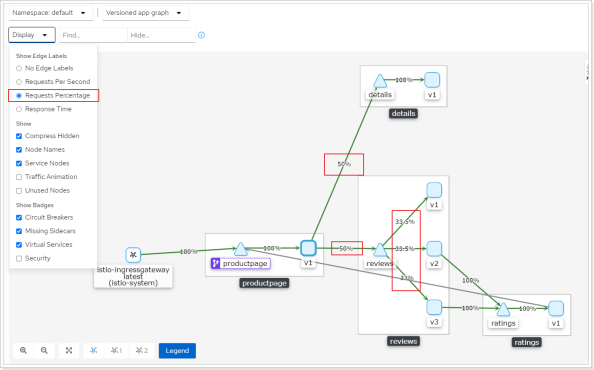 Namespace: default
Versioned app graph
Display
Find...
Hide...
Show Edge Labels
No Edge Labels
Requests Per Second
Requests Percentage
Response Time
Show
Compress Hidden
Node Names
Service Nodes
Traffic Animation
Unused Nodes
Show Badges
Circuit Breakers
Missing Sidecars
Virtual Services
Security
100%
details
v1
details
50%
v1
33.5%
100%
100%
50%
33.5%
istio-ingressgateway
latest
(istio-system)
productpage
v1
reviews
v2
productpage
33%
100%
v3
100%
100%
ratings
v1
reviews
ratings
1
2
Legend